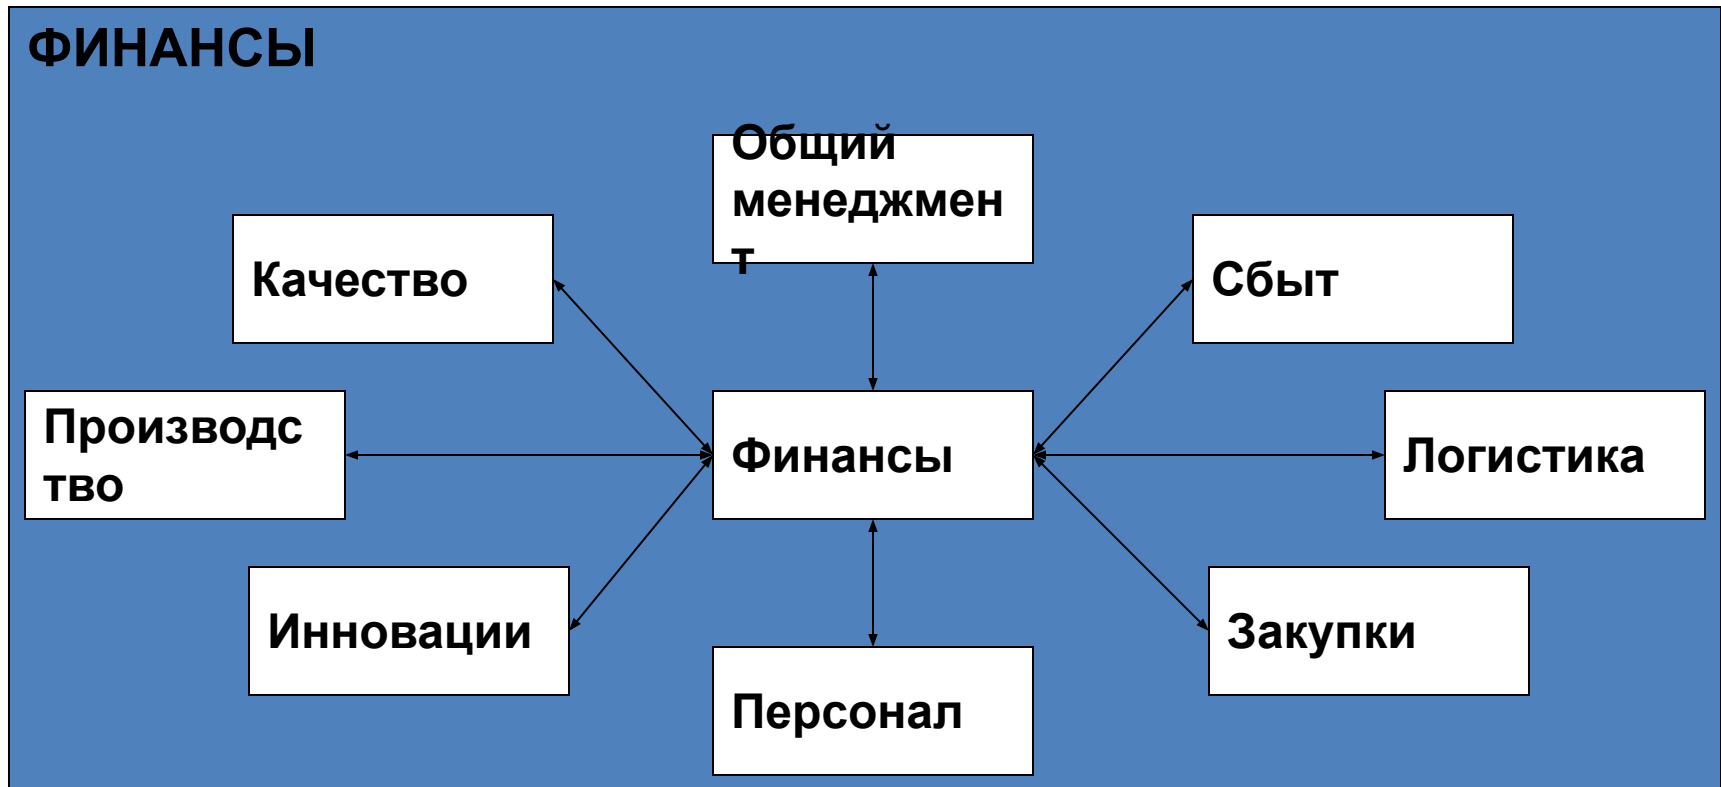 ФИНАНСЫ
Общий
менеджмен
т
Качество
Сбыт
Производс
тво
Финансы
Логистика
Инновации
Закупки
Персонал